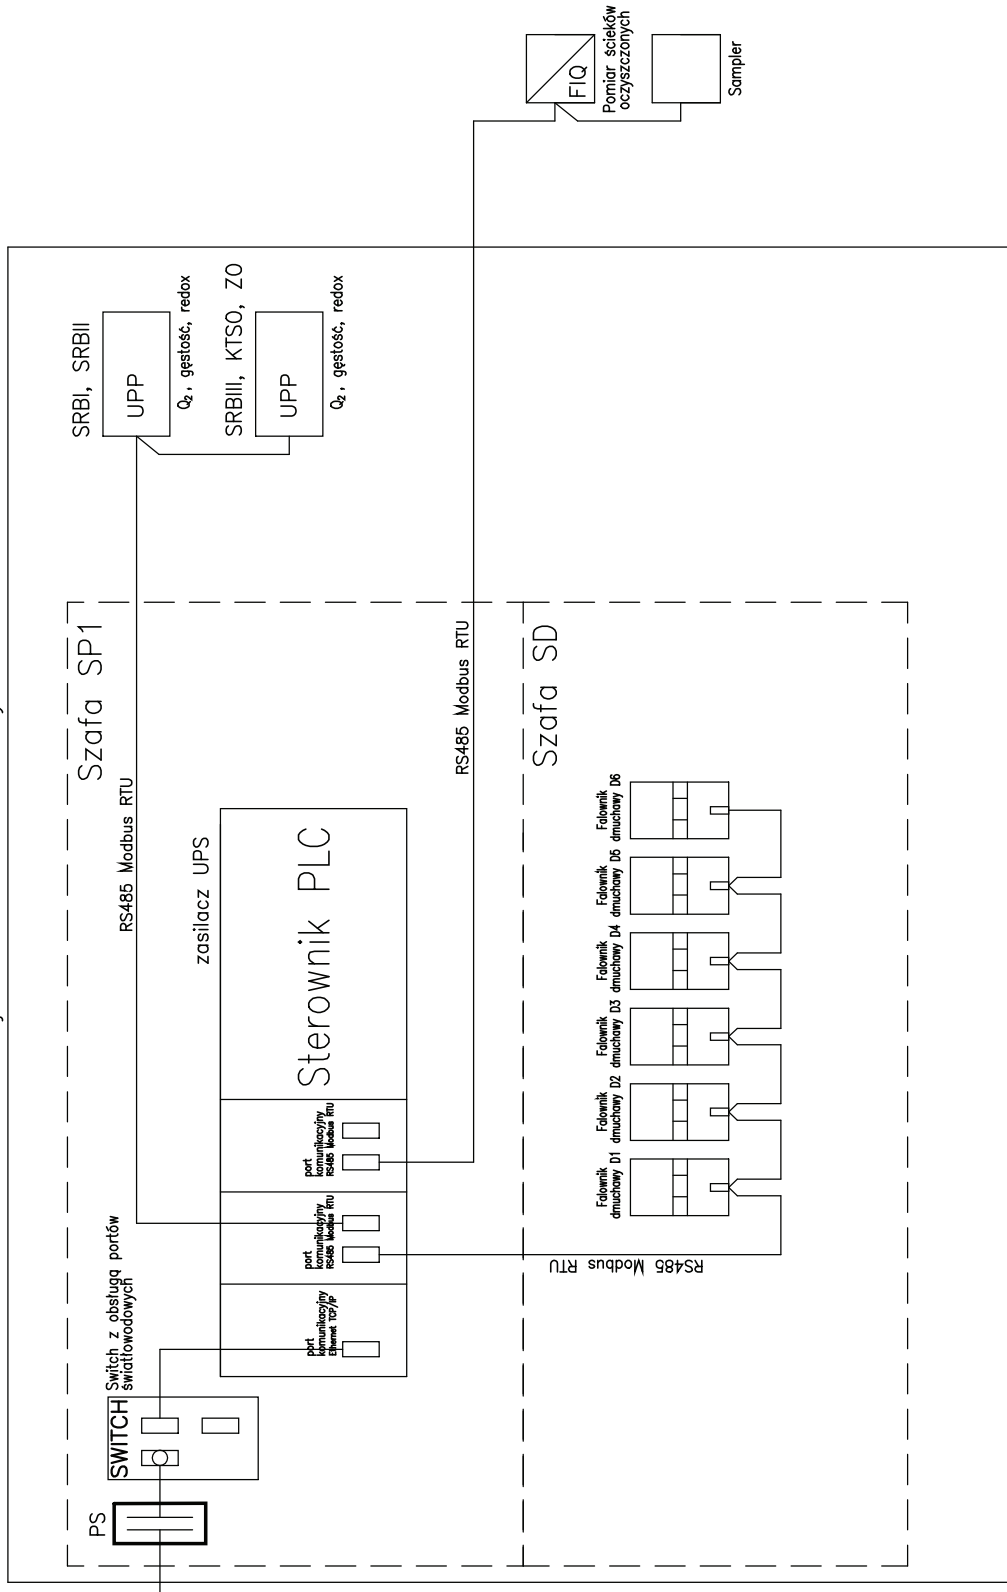 PS
SWITCH
Switch z obsługą portów
światłowodowych
port
komunikacyjny
Ethernet TCP/IP
port
komunikacyjny
RS485 Modbus RTU
port
komunikacyjny
RS485 Modbus RTU
Sterownik PLC
zasilacz UPS
Szafa SP1
RS485 Modbus RTU
RS485 Modbus RTU
SRBI, SRBII
UPP
Q2, gęstość, redox
SRBIII, KTSO, ZO
UPP
Q2, gęstość, redox
FIQ
Pomiar ścieków
oczyszczonych
Sampler
Szafa SD
RS485 Modbus RTU
Falownik
dmuchawy D1
Falownik
dmuchawy D2
Falownik
dmuchawy D3
Falownik
dmuchawy D4
Falownik
dmuchawy D5
Falownik
dmuchawy D6